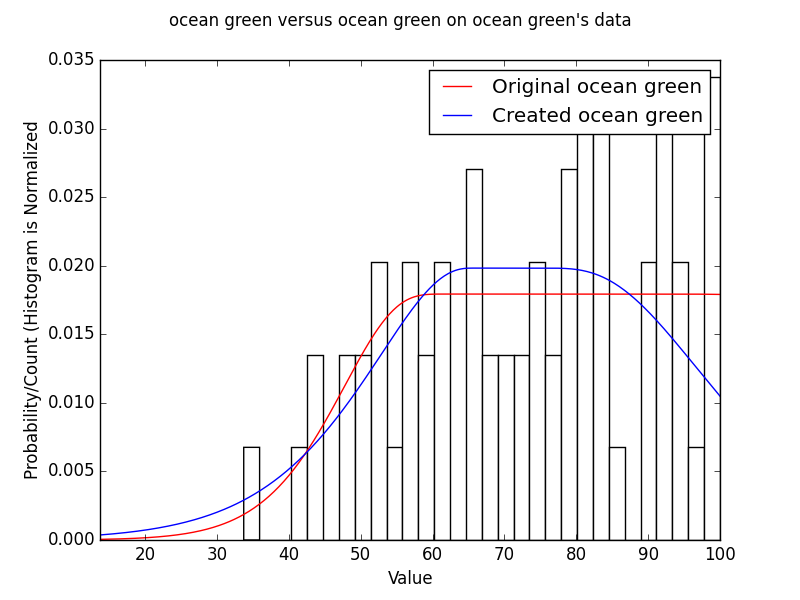 ocean green versus ocean green on ocean green's data
Probability/Count (Histogram is Normalized
0.035
0.030
0.025
0.020
0.015
0.010
0.005
0.000
Original ocean green
Created ocean green
20 30 40 50 60 70 80 90 100
Value